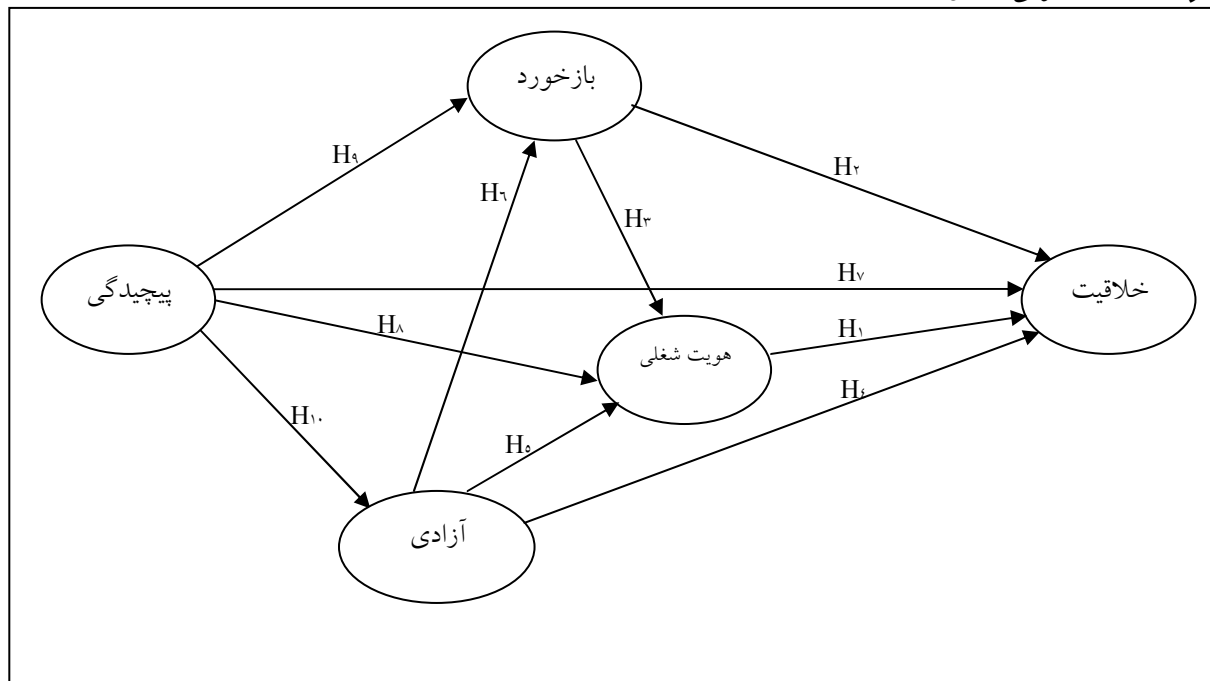 بازخورد
H۹
H۲
H۶
H۳
پیچیدگی
H۷
خلاقیت
H۸
H۱
هویت شغلی
H۴
H۱۰
H۵
آزادی